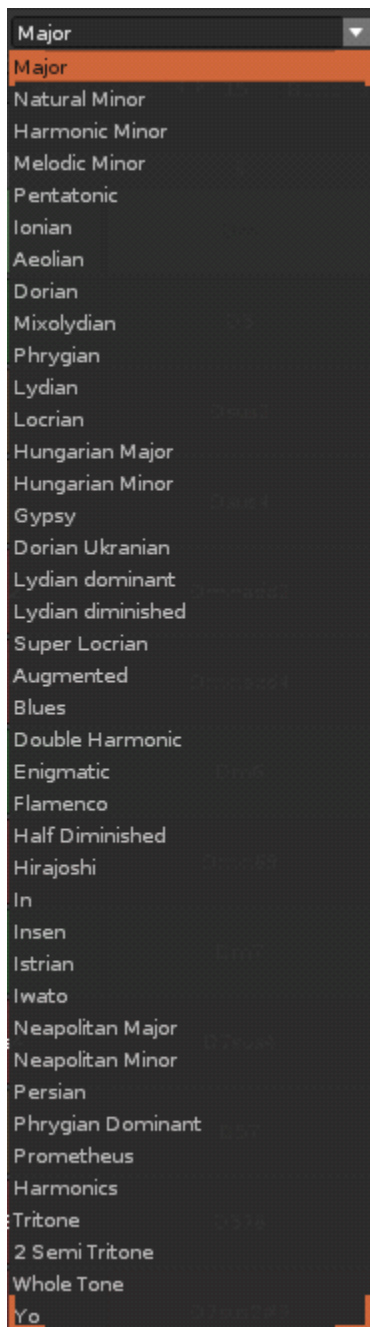 Major
Major
Natural Minor
Harmonic Minor
Melodic Minor
Pentatonic
Ionian
Aeolian
Dorian
Mixolydian
Phrygian
Lydian
Locrian
Hungarian Major
Hungarian Minor
Gypsy
Dorian Ukranian
Lydian dominant
Lydian diminished
Super Locrian
Augmented
Blues
Double Harmonic
Enigmatic
Flamenco
Half Diminished
Hirajoshi
In
Insen
Istrian
Iwato
Neapolitan Major
Neapolitan Minor
Persian
Phrygian Dominant
Prometheus
Harmonics
Tritone
2 Semi Tritone
Whole Tone
Yo